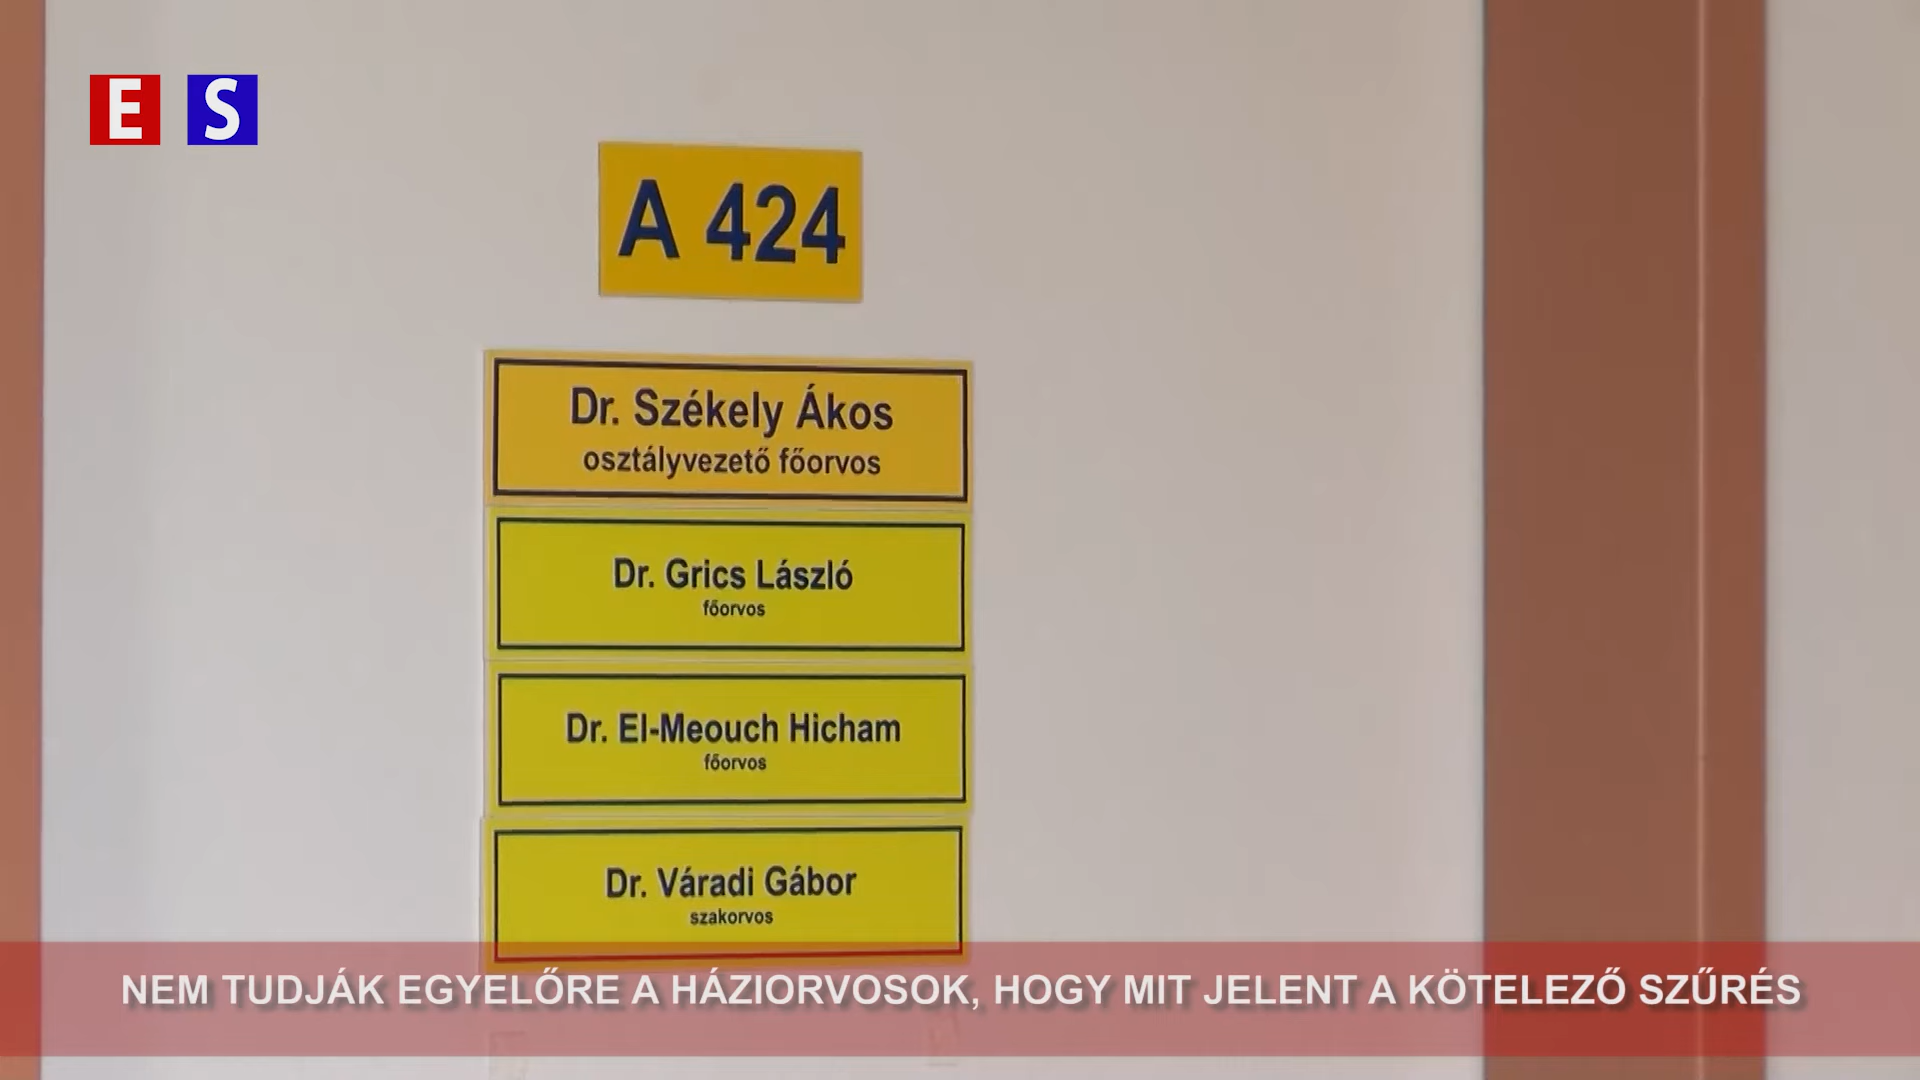 E S
A 424
Dr. Székely Ákos
osztályvezető főorvos
Dr. Grics László
főorvos
Dr. El-Meouch Hicham
főorvos
Dr. Váradi Gábor
szakorvos
NEM TUDJÁK EGYELŐRE A HÁZIORVOSOK, HOGY MIT JELENT A KÖTELEZŐ SZŰRÉS